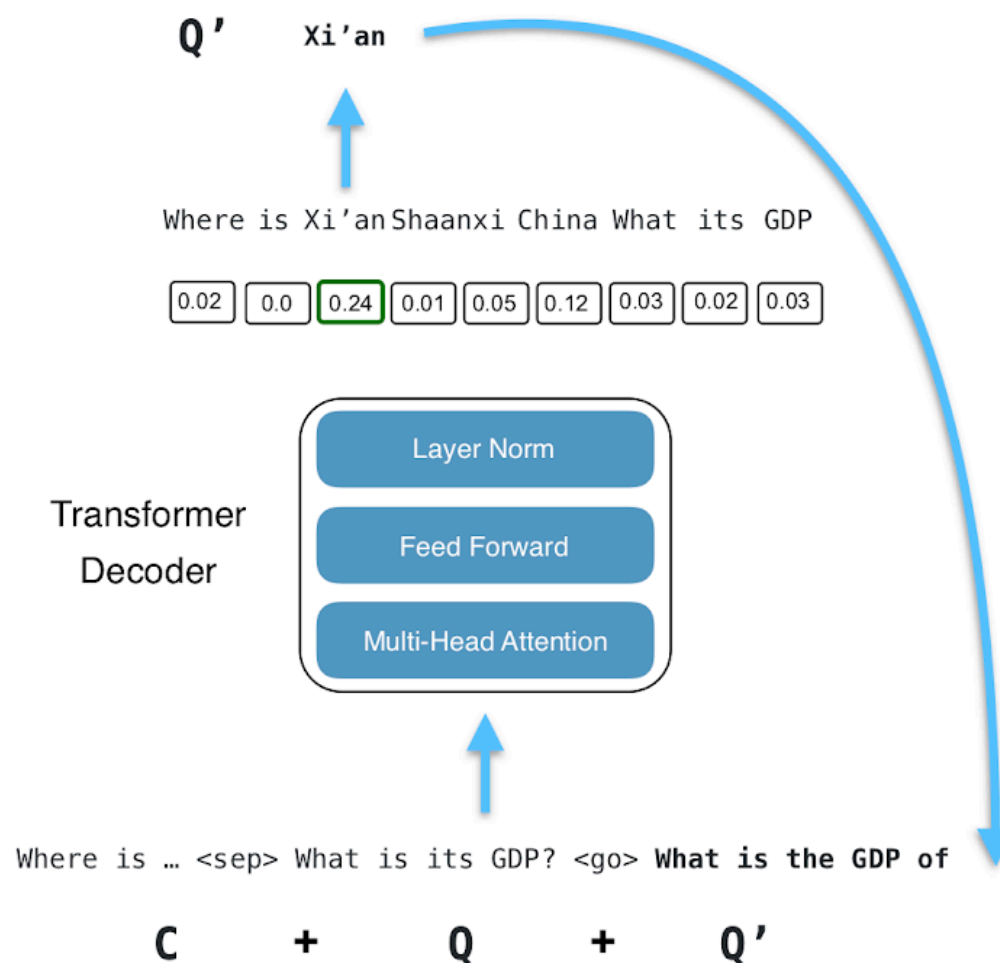 Q’ Xi’an
Where is Xi’an Shaanxi China What its GDP
0.02 0.0 0.24 0.01 0.05 0.12 0.03 0.02 0.03
Layer Norm
Transformer
Decoder
Feed Forward
Multi-Head Attention
Where is … <sep> What is its GDP? <go> What is the GDP of
C + Q + Q’